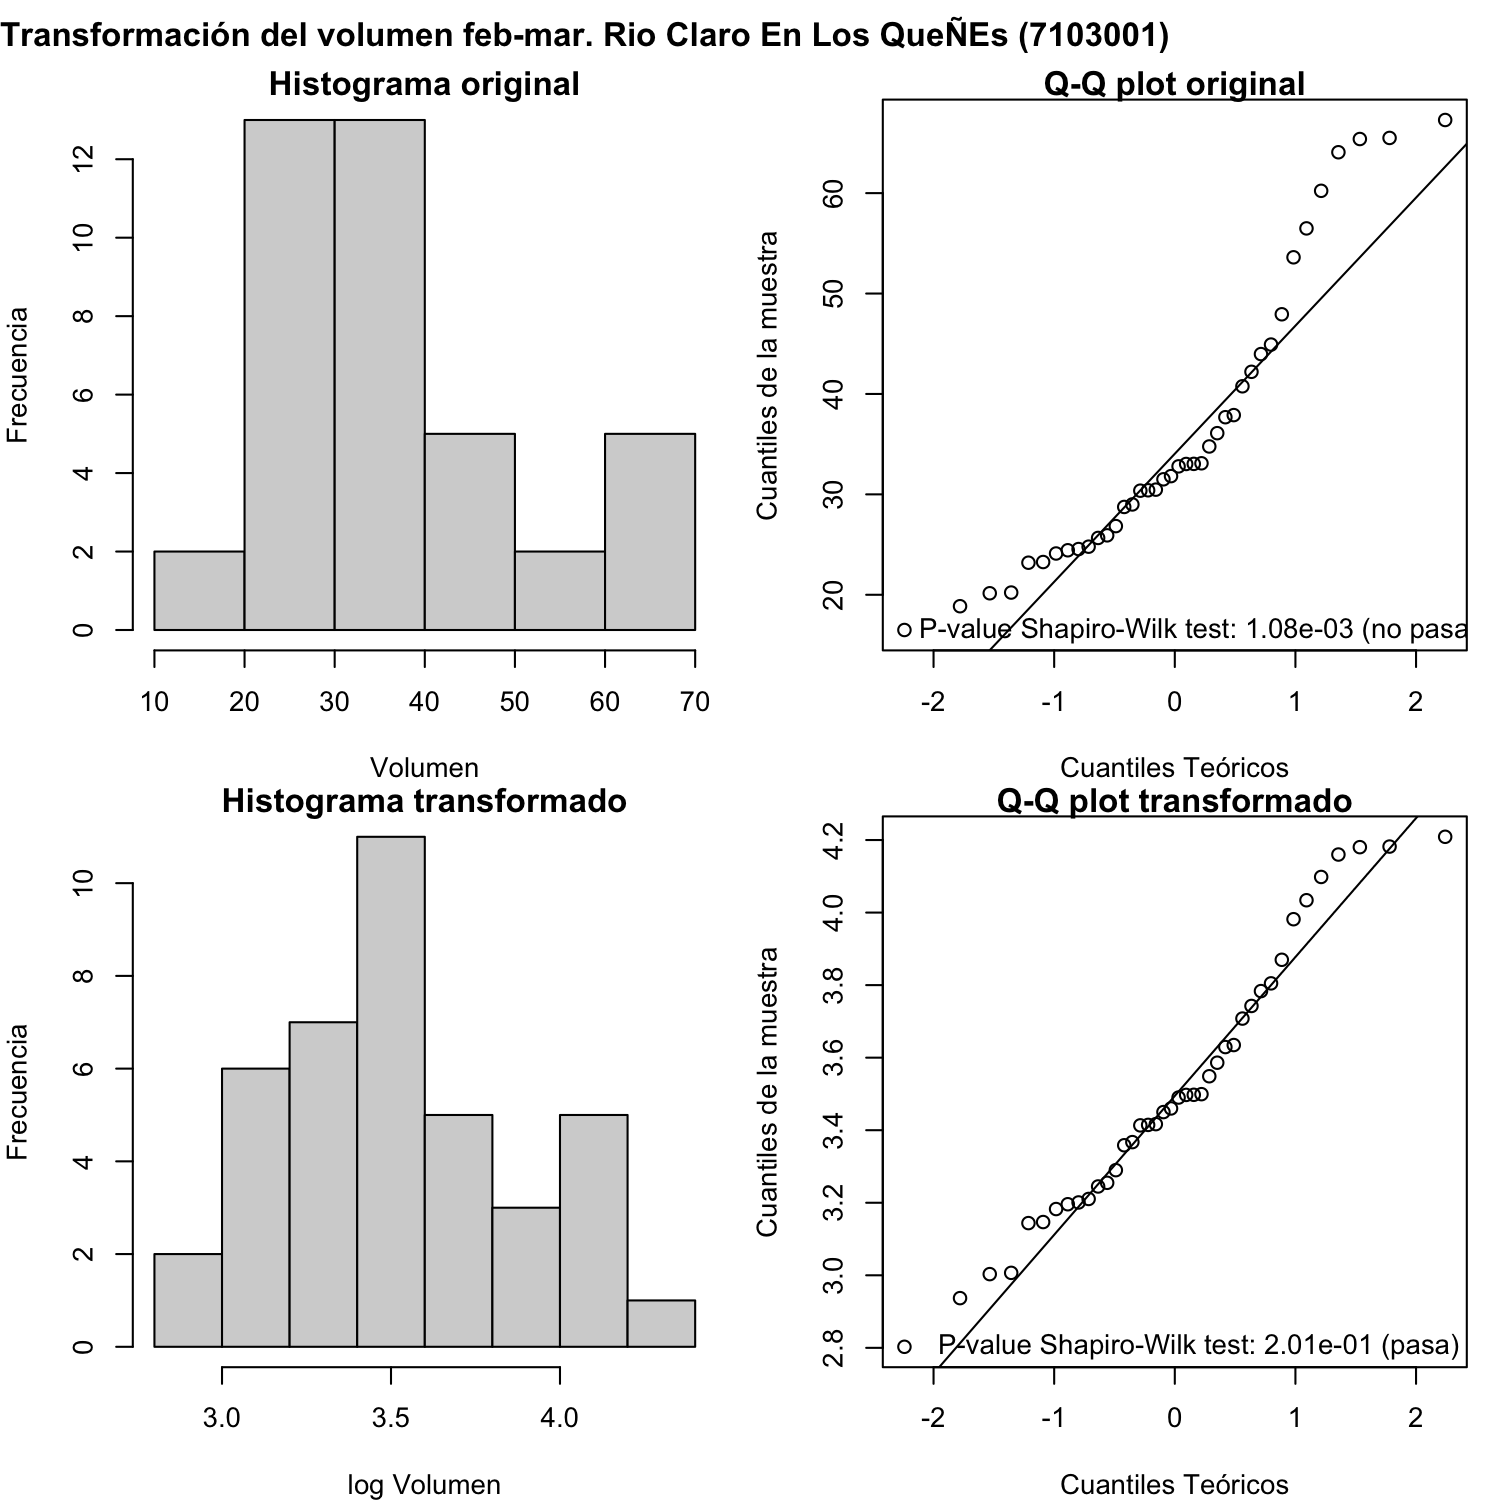 Transformación del volumen feb-mar. Rio Claro En Los QueÑEs (7103001)
Histograma original
Frecuencia
0 2 4 6 8 10 12
10 20 30 40 50 60 70
Volumen
Q-Q plot original
Cuantiles de la muestra
20 30 40 50 60
P-value Shapiro-Wilk test: 1.08e-03 (no pasa
-2 -1 0 1 2
Cuantiles Teóricos
Histograma transformado
Frecuencia
0 2 4 6 8 10
3.0 3.5 4.0
log Volumen
Q-Q plot transformado
Cuantiles de la muestra
2.8 3.0 3.2 3.4 3.6 3.8 4.0 4.2
P-value Shapiro-Wilk test: 2.01e-01 (pasa)
-2 -1 0 1 2
Cuantiles Teóricos